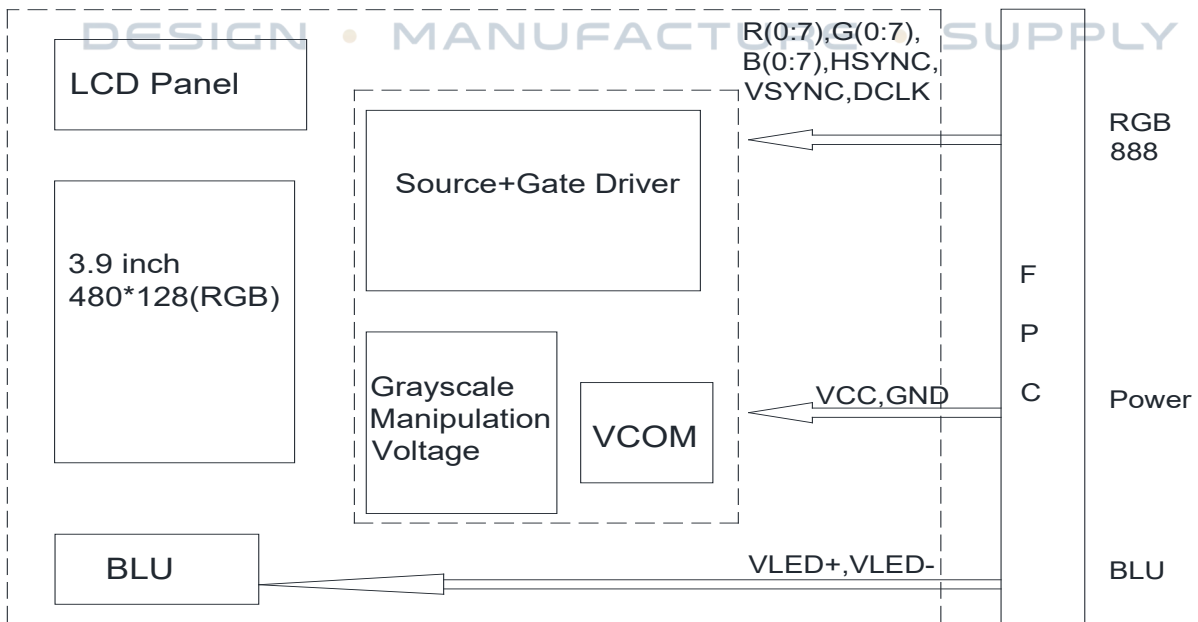 DESIGN • MANUFACTURE • SUPPLY
LCD Panel
R(0:7),G(0:7),
B(0:7),HSYNC,
VSYNC,DCLK
RGB
888
Source+Gate Driver
3.9 inch
480*128(RGB)
F
P
C
Grayscale
Manipulation
Voltage
VCOM
VCC,GND
Power
BLU
VLED+,VLED-
BLU